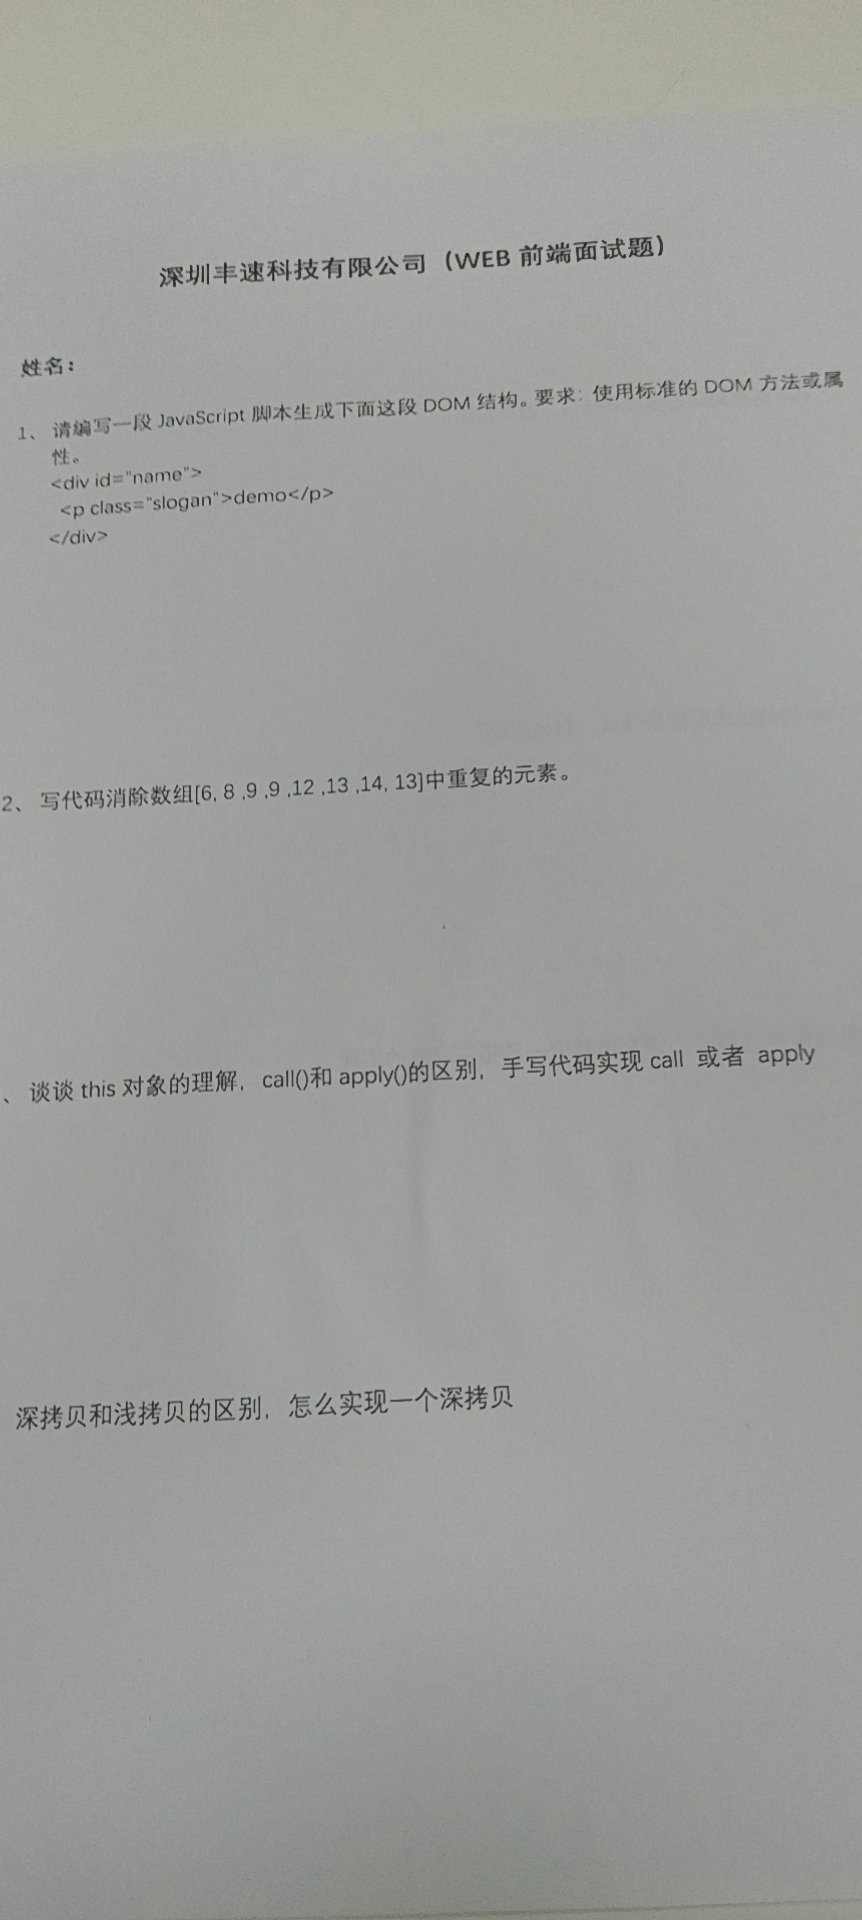 深圳丰速科技有限公司（WEB 前端面试题）
姓名：
1、 请编写一段 JavaScript 脚本生成下面这段 DOM 结构。要求：使用标准的 DOM 方法或属
性。
<div id="name">
<p class="slogan">demo</p>
</div>
2、 写代码消除数组[6, 8 ,9 ,9 ,12 ,13 ,14, 13]中重复的元素。
、 谈谈 this 对象的理解，call()和 apply()的区别，手写代码实现 call 或者 apply
深拷贝和浅拷贝的区别，怎么实现一个深拷贝